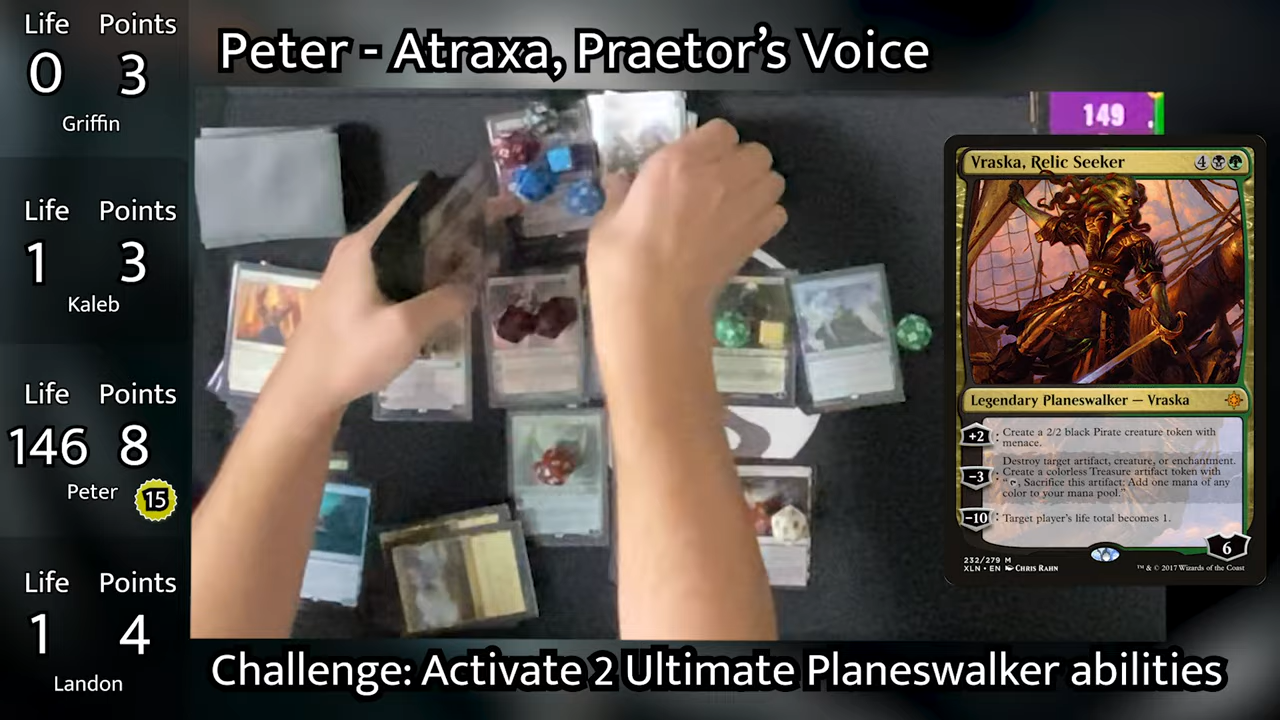 Life Points
0 3
Griffin
Life Points
1 3
Kaleb
Life Points
146 8
Peter 15
Life Points
1 4
Landon
Peter - Atraxa, Praetor's Voice
149
Vraska, Relic Seeker 4
Legendary Planeswalker — Vraska
+2: Create a 2/2 black Pirate creature token with
menace.
Destroy target artifact, creature, or enchantment.
-3: Create a colorless Treasure artifact token with
", Sacrifice this artifact: Add one mana of any
color to your mana pool."
-10: Target player's life total becomes 1.
6
232/279 M
XLN • EN CHRIS RAHN
™ & © 2017 Wizards of the Coast
Challenge: Activate 2 Ultimate Planeswalker abilities